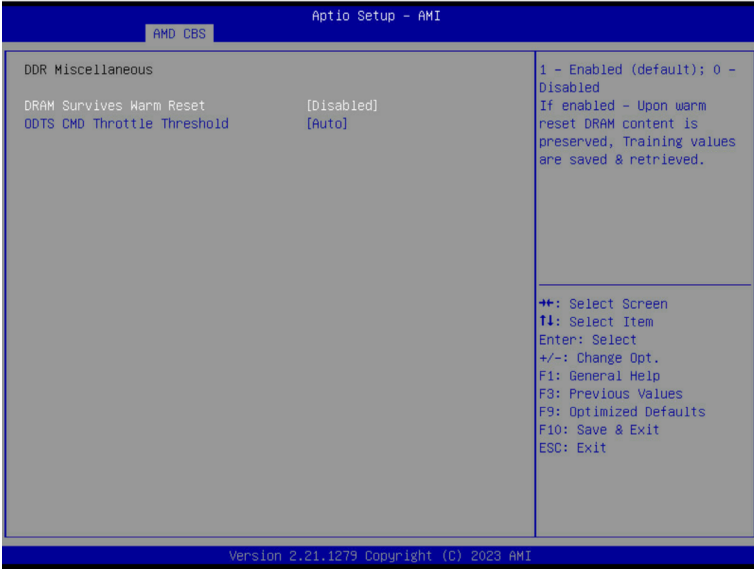 Aptio Setup - AMI
AMD CBS
DDR Miscellaneous
DRAM Survives Warm Reset [Disabled]
ODTS CMD Throttle Threshold [Auto]
1 - Enabled (default); 0 -
Disabled
If enabled - Upon warm
reset DRAM content is
preserved, Training values
are saved & retrieved.
→←: Select Screen
↑↓: Select Item
Enter: Select
+/-: Change Opt.
F1: General Help
F3: Previous Values
F9: Optimized Defaults
F10: Save & Exit
ESC: Exit
Version 2.21.1279 Copyright (C) 2023 AMI